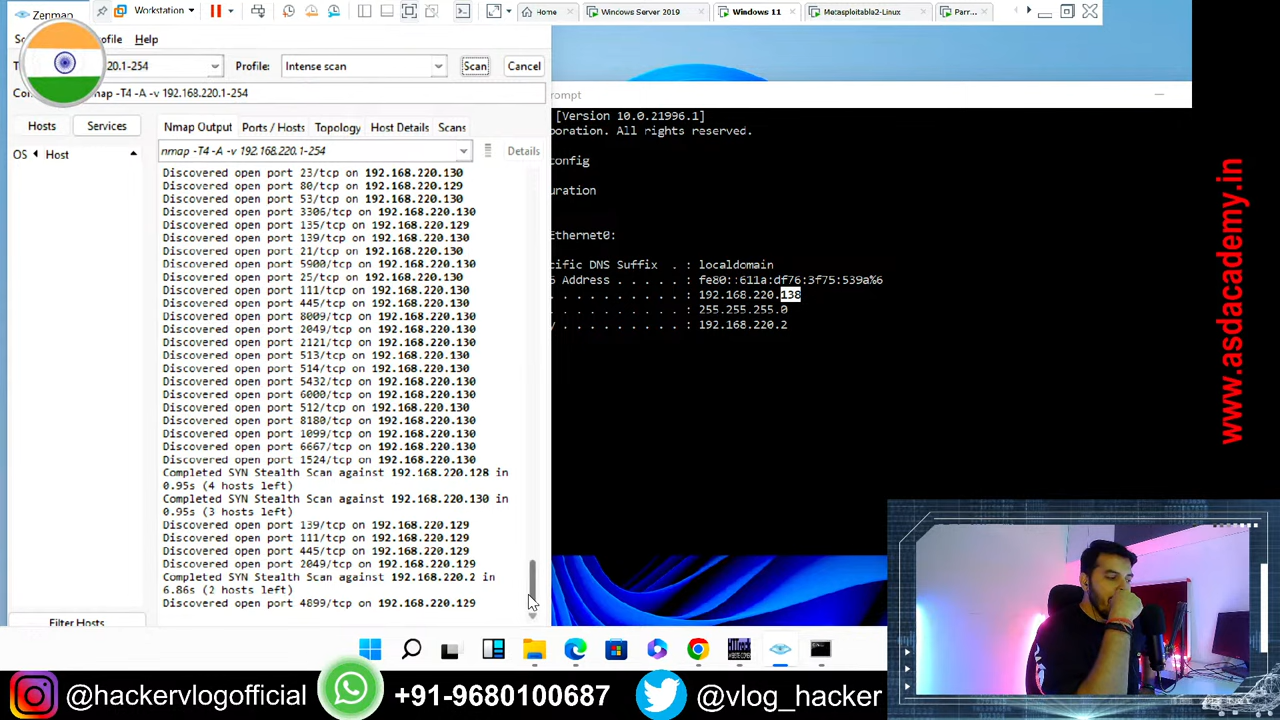 Zenmap
Workstation
Home
Windows Server 2019
Windows 11
Metasploitable2-Linux
Parr...
Help
20.1-254
Profile:
Intense scan
Scan
Cancel
map -T4 -A -v 192.168.220.1-254
Hosts
Services
Nmap Output
Ports / Hosts
Topology
Host Details
Scans
OS
Host
nmap -T4 -A -v 192.168.220.1-254
Details
Discovered open port 23/tcp on 192.168.220.130
Discovered open port 80/tcp on 192.168.220.129
Discovered open port 53/tcp on 192.168.220.130
Discovered open port 3306/tcp on 192.168.220.130
Discovered open port 135/tcp on 192.168.220.129
Discovered open port 139/tcp on 192.168.220.130
Discovered open port 21/tcp on 192.168.220.130
Discovered open port 5900/tcp on 192.168.220.130
Discovered open port 25/tcp on 192.168.220.130
Discovered open port 111/tcp on 192.168.220.130
Discovered open port 445/tcp on 192.168.220.130
Discovered open port 8009/tcp on 192.168.220.130
Discovered open port 2049/tcp on 192.168.220.130
Discovered open port 2121/tcp on 192.168.220.130
Discovered open port 513/tcp on 192.168.220.130
Discovered open port 514/tcp on 192.168.220.130
Discovered open port 5432/tcp on 192.168.220.130
Discovered open port 6000/tcp on 192.168.220.130
Discovered open port 512/tcp on 192.168.220.130
Discovered open port 8180/tcp on 192.168.220.130
Discovered open port 1099/tcp on 192.168.220.130
Discovered open port 6667/tcp on 192.168.220.130
Discovered open port 1524/tcp on 192.168.220.130
Completed SYN Stealth Scan against 192.168.220.128 in
0.95s (4 hosts left)
Completed SYN Stealth Scan against 192.168.220.130 in
0.93s (3 hosts left)
Discovered open port 139/tcp on 192.168.220.129
Discovered open port 111/tcp on 192.168.220.129
Discovered open port 445/tcp on 192.168.220.129
Discovered open port 2049/tcp on 192.168.220.129
Completed SYN Stealth Scan against 192.168.220.2 in
6.86s (2 hosts left)
Discovered open port 4899/tcp on 192.168.220.129
Filter Hosts
ompt
[Version 10.0.21996.1]
oration. All rights reserved.
onfig
uration
Ethernet0:
cific DNS Suffix . : localdomain
6 Address . . . . . : fe80::611a:df76:3f75:539a%6
. . . . . . . . . . : 192.168.220.138
. . . . . . . . . . : 255.255.255.0
y . . . . . . . . . : 192.168.220.2
www.asdacademy.in
@hackervogofficial
+91-9680100687
@vlog_hacker